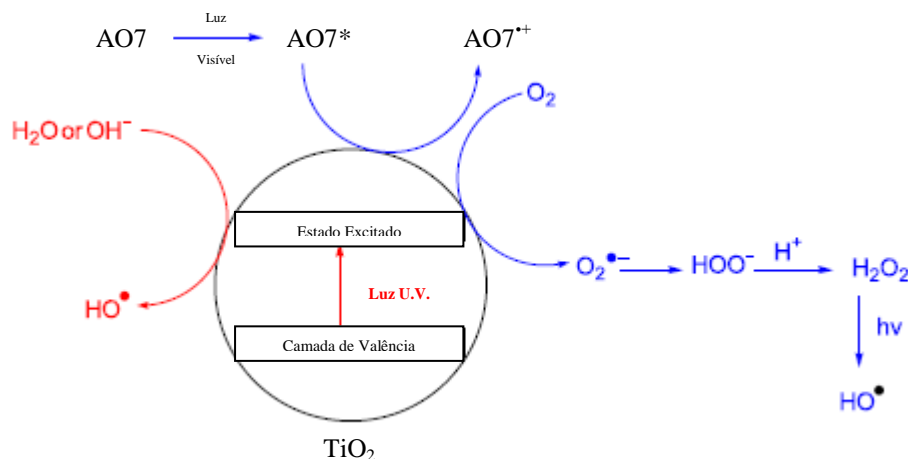 AO7 Luz Visível AO7* AO7•+
O₂
H₂O or OH⁻
Estado Excitado
O₂•− HOO⁻ H⁺ H₂O₂
Luz U.V.
HO•
hν
Camada de Valência
HO•
TiO₂